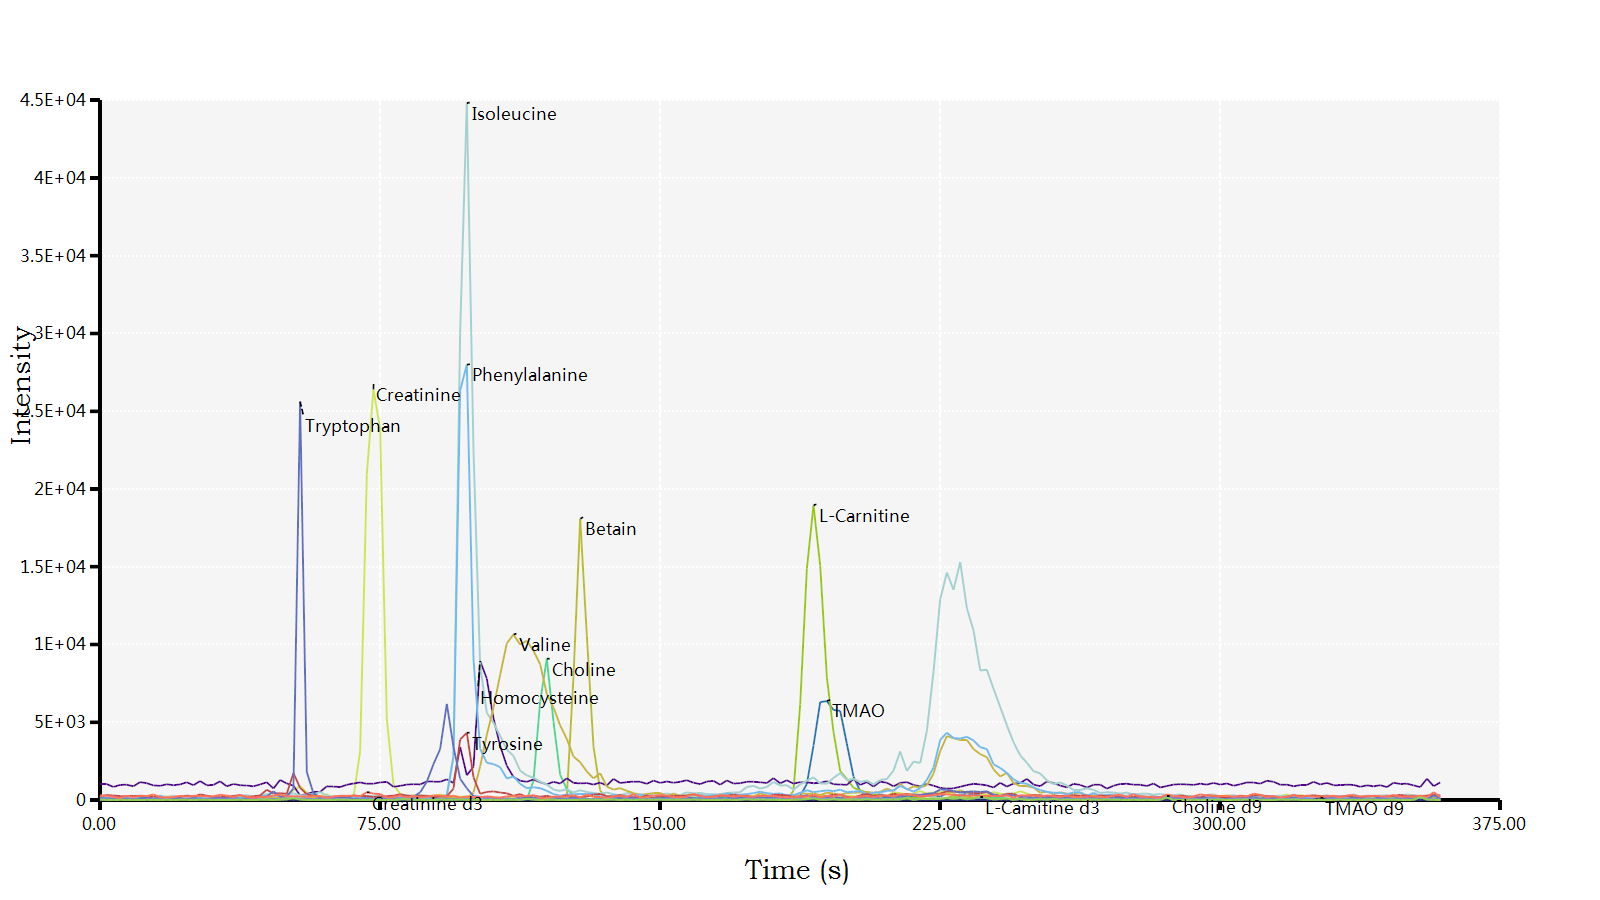 4.5E+04
Isoleucine
4E+04
3.5E+04
3E+04
Phenylalanine
Creatinine
2.5E+04
Tryptophan
2E+04
L-Carnitine
Betain
1.5E+04
1E+04
Valine
Choline
Homocysteine
TMAO
5E+03
Tyrosine
0
Creatinine d3
L-Carnitine d3
Choline d9
TMAO d9
0.00
75.00
150.00
225.00
300.00
375.00
Intensity
Time (s)